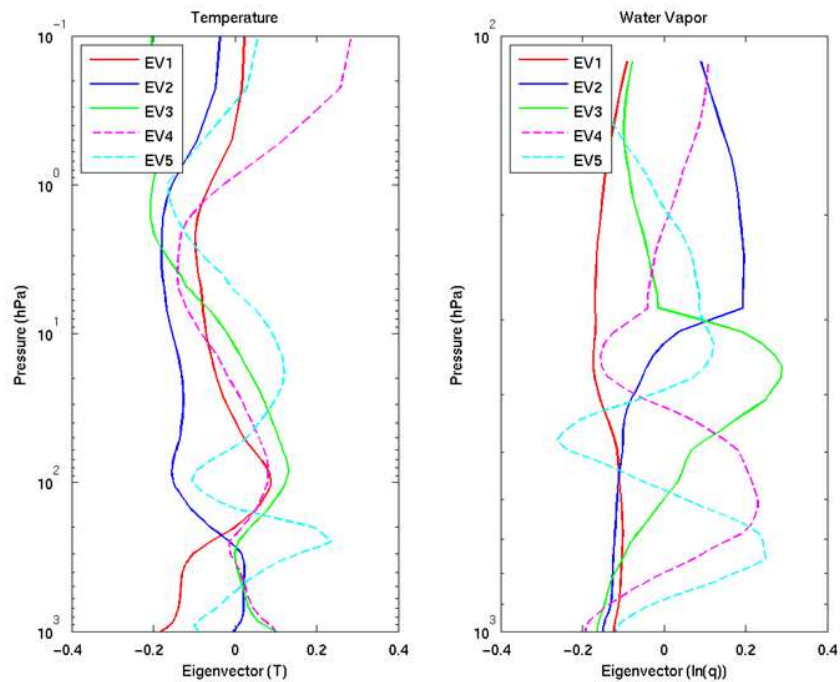 Temperature
10^-1
10^0
10^1
10^2
10^3
Pressure (hPa)
EV1
EV2
EV3
EV4
EV5
-0.4
-0.2
0
0.2
0.4
Eigenvector (T)
Water Vapor
10^2
10^3
Pressure (hPa)
EV1
EV2
EV3
EV4
EV5
-0.4
-0.2
0
0.2
0.4
Eigenvector (ln(q))